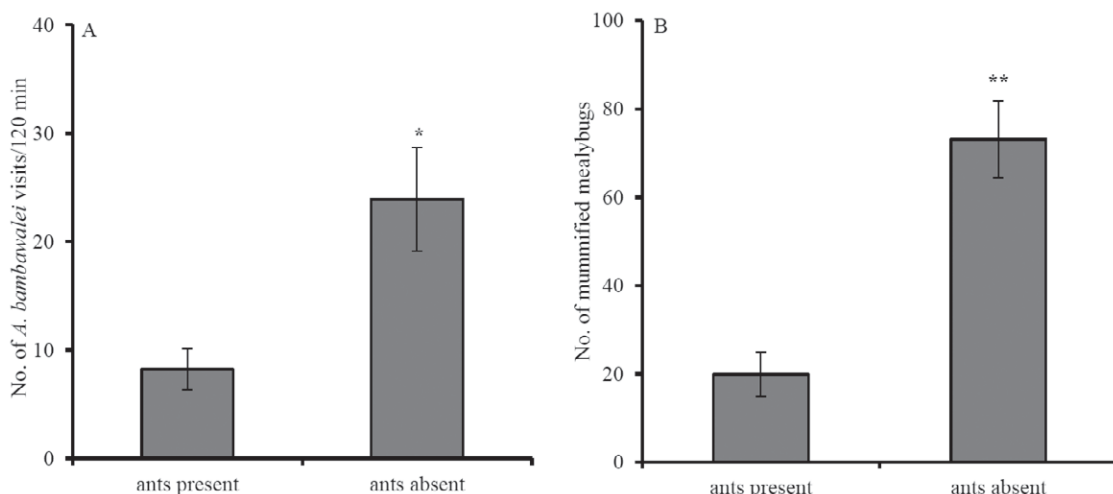 A
No. of A. bambawalei visits/120 min
40
30
20
10
0
*
ants present
ants absent
B
No. of mummified mealybugs
100
80
60
40
20
0
**
ants present
ants absent